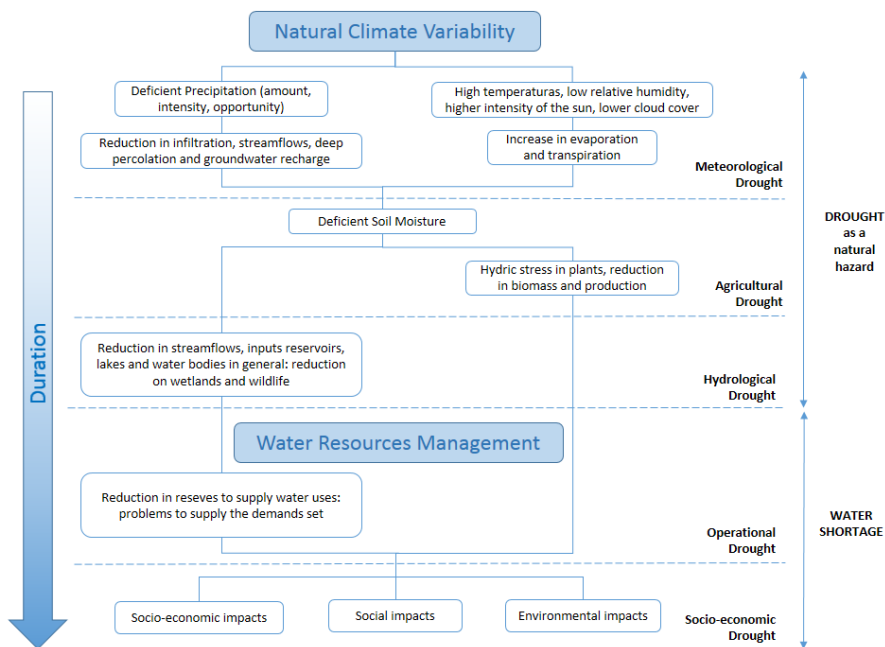 Natural Climate Variability
Deficient Precipitation (amount,
intensity, opportunity)
High temperaturas, low relative humidity,
higher intensity of the sun, lower cloud cover
Reduction in infiltration, streamflows, deep
percolation and groundwater recharge
Increase in evaporation
and transpiration
Meteorological
Drought
Deficient Soil Moisture
DROUGHT
as a
natural
hazard
Hydric stress in plants, reduction
in biomass and production
Agricultural
Drought
Duration
Reduction in streamflows, inputs reservoirs,
lakes and water bodies in general: reduction
on wetlands and wildlife
Hydrological
Drought
Water Resources Management
Reduction in reseves to supply water uses:
problems to supply the demands set
WATER
SHORTAGE
Operational
Drought
Socio-economic impacts
Social impacts
Environmental impacts
Socio-economic
Drought